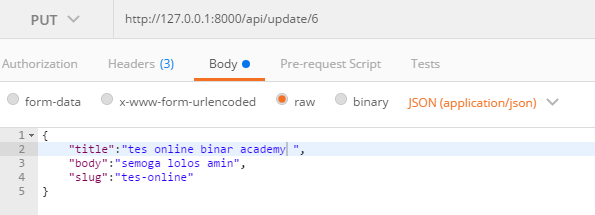 PUT http://127.0.0.1:8000/api/update/6
Authorization Headers (3) Body Pre-request Script Tests
form-data x-www-form-urlencoded raw binary JSON (application/json)
1 {
2 "title":"tes online binar academy ",
3 "body":"semoga lolos amin",
4 "slug":"tes-online"
5 }